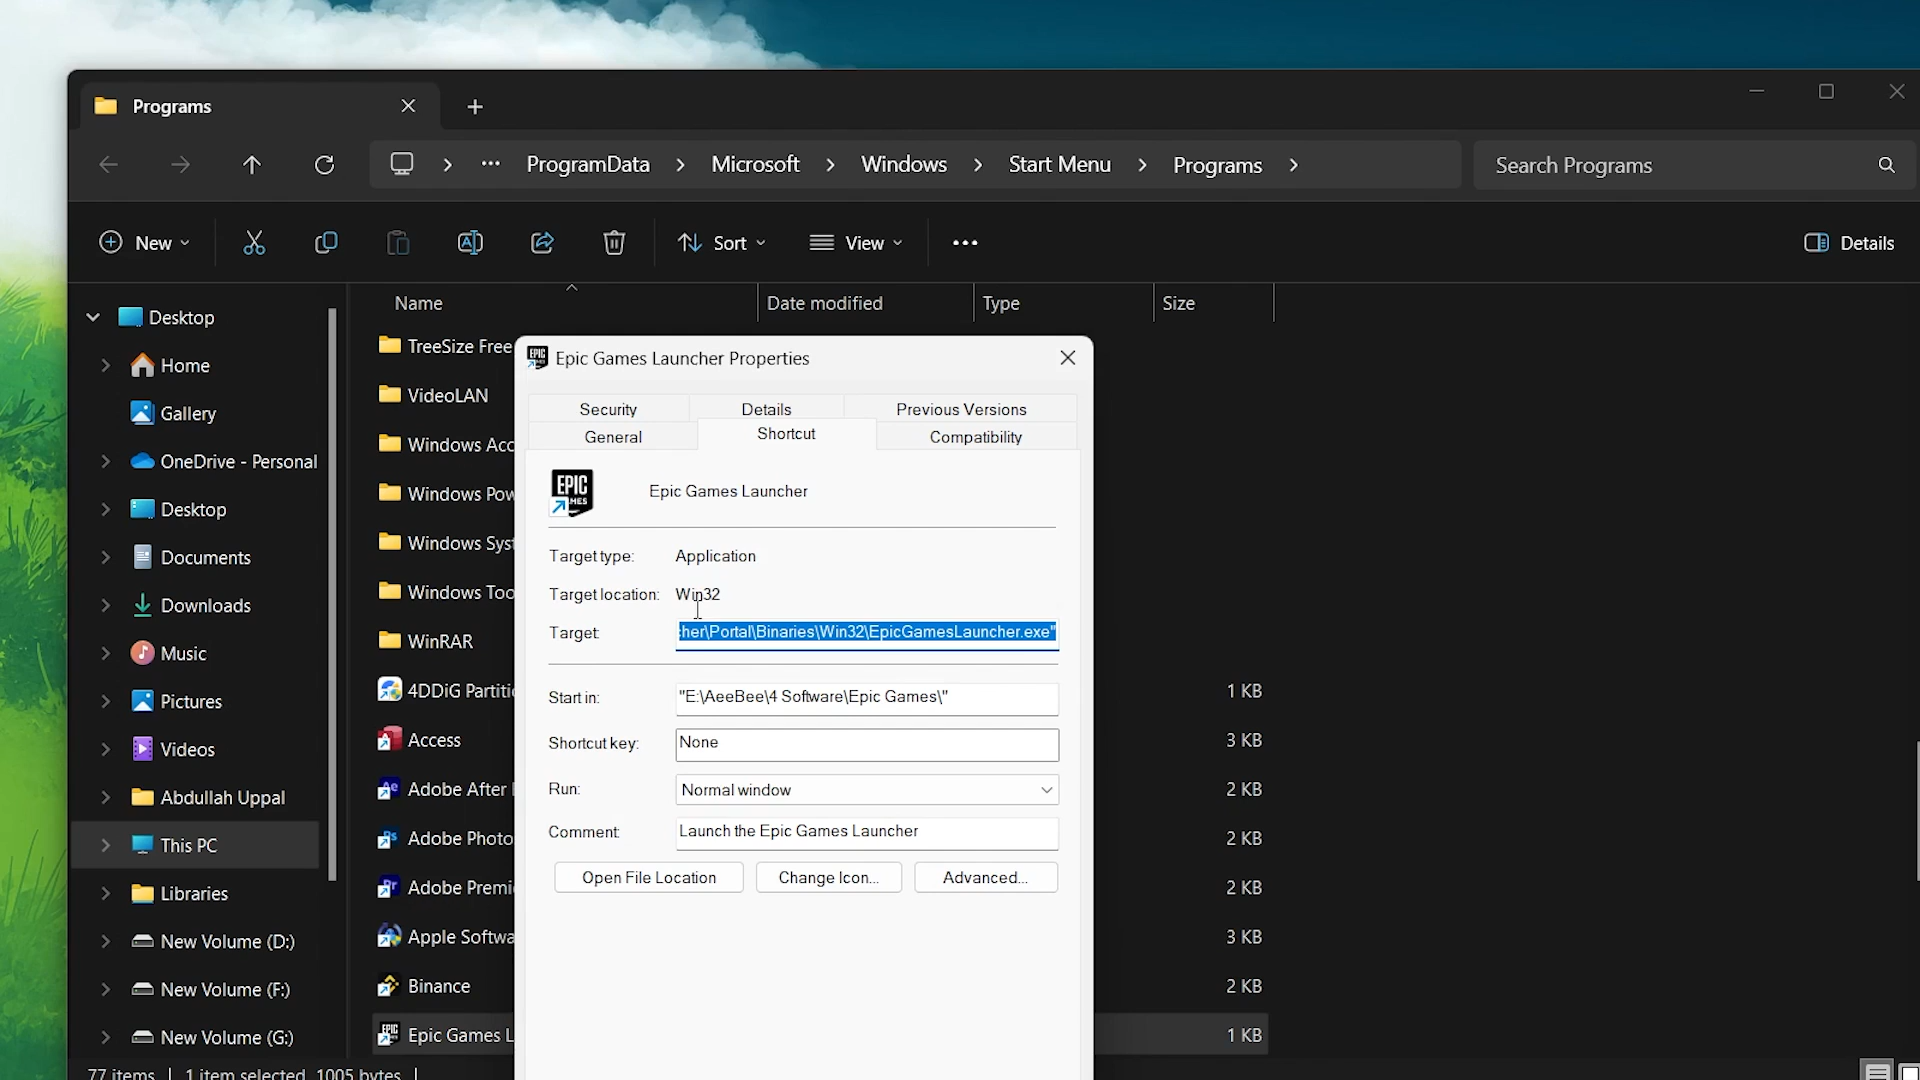 Programs
ProgramData
Microsoft
Windows
Start Menu
Programs
Search Programs
New
Sort
View
Details
Name
Date modified
Type
Size
Desktop
Home
Gallery
OneDrive - Personal
Desktop
Documents
Downloads
Music
Pictures
Videos
Abdullah Uppal
This PC
Libraries
New Volume (D:)
New Volume (F:)
New Volume (G:)
TreeSize Free
VideoLAN
Windows Acc
Windows Pow
Windows Syst
Windows Too
WinRAR
4DDiG Partitio
1 KB
Access
3 KB
Adobe After
2 KB
Adobe Photo
2 KB
Adobe Premi
2 KB
Apple Softwa
3 KB
Binance
2 KB
Epic Games L
1 KB
Epic Games Launcher Properties
Security
Details
Previous Versions
General
Shortcut
Compatibility
EPIC
Epic Games Launcher
Target type:
Application
Target location:
Win32
Target:
cher\Portal\Binaries\Win32\EpicGamesLauncher.exe"
Start in:
"E:\AeeBee\4 Software\Epic Games\"
Shortcut key:
None
Run:
Normal window
Comment:
Launch the Epic Games Launcher
Open File Location
Change Icon...
Advanced...
77 items
1 item selected 1005 bytes